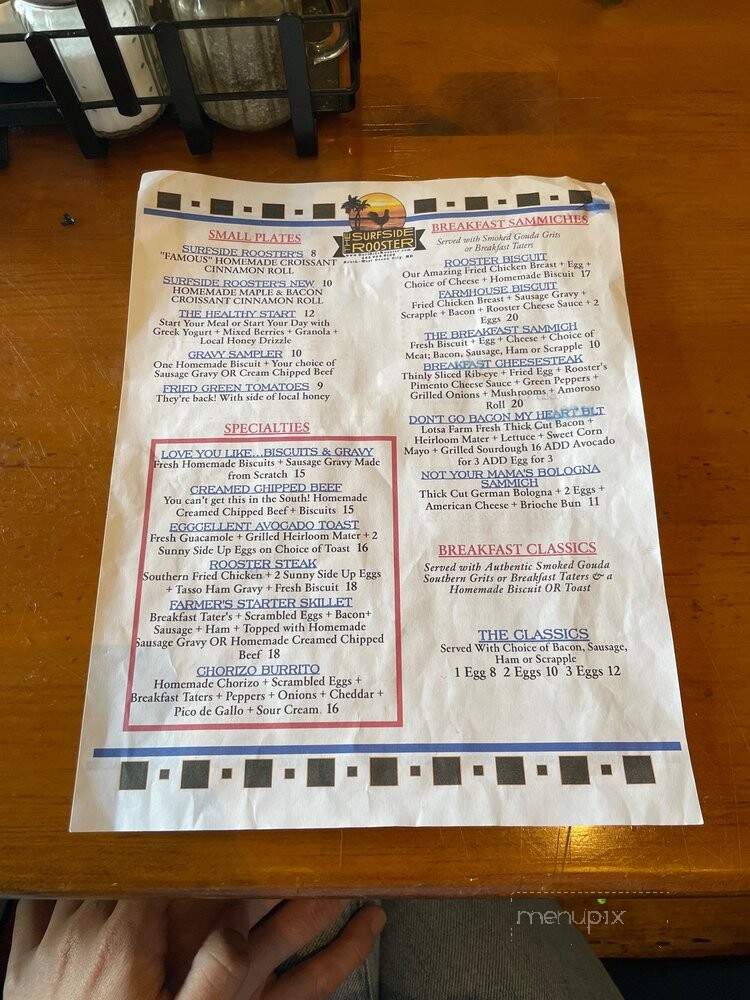 THE SURFSIDE
ROOSTER
SMALL PLATES
SURFSIDE ROOSTER'S 8
"FAMOUS" HOMEMADE CROISSANT
CINNAMON ROLL
SURFSIDE ROOSTER'S NEW 10
HOMEMADE MAPLE & BACON
CROISSANT CINNAMON ROLL
THE HEALTHY START 12
Start Your Meal or Start Your Day with
Greek Yogurt + Mixed Berries + Granola +
Local Honey Drizzle
GRAVY SAMPLER 10
One Homemade Biscuit + Your choice of
Sausage Gravy OR Cream Chipped Beef
FRIED GREEN TOMATOES 9
They're back! With side of local honey
SPECIALTIES
LOVE YOU LIKE...BISCUITS & GRAVY
Fresh Homemade Biscuits + Sausage Gravy Made
from Scratch 15
CREAMED CHIPPED BEEF
You can't get this in the South! Homemade
Creamed Chipped Beef + Biscuits 15
EGGCELLENT AVOCADO TOAST
Fresh Guacamole + Grilled Heirloom Mater + 2
Sunny Side Up Eggs on Choice of Toast 16
ROOSTER STEAK
Southern Fried Chicken + 2 Sunny Side Up Eggs
+ Tasso Ham Gravy + Fresh Biscuit 18
FARMER'S STARTER SKILLET
Breakfast Tater's + Scrambled Eggs + Bacon+
Sausage + Ham + Topped with Homemade
Sausage Gravy OR Homemade Creamed Chipped
Beef 18
CHORIZO BURRITO
Homemade Chorizo + Scrambled Eggs +
Breakfast Taters + Peppers + Onions + Cheddar +
Pico de Gallo + Sour Cream. 16
BREAKFAST SAMMICHES
Served with Smoked Gouda Grits
or Breakfast Taters
ROOSTER BISCUIT
Our Amazing Fried Chicken Breast + Egg +
Choice of Cheese + Homemade Biscuit 17
FARMHOUSE BISCUIT
Fried Chicken Breast + Sausage Gravy +
Scrapple + Bacon + Rooster Cheese Sauce + 2
Eggs 20
THE BREAKFAST SAMMICH
Fresh Biscuit + Egg + Cheese + Choice of
Meat; Bacon, Sausage, Ham or Scrapple 10
BREAKFAST CHEESESTEAK
Thinly Sliced Rib-eye + Fried Egg + Rooster's
Pimento Cheese Sauce + Green Peppers +
Grilled Onions + Mushrooms + Amoroso
Roll 20
DON'T GO BACON MY HEART BLT
Lotsa Farm Fresh Thick Cut Bacon +
Heirloom Mater + Lettuce + Sweet Corn
Mayo + Grilled Sourdough 16 ADD Avocado
for 3 ADD Egg for 3
NOT YOUR MAMA'S BOLOGNA
SAMMICH
Thick Cut German Bologna + 2 Eggs +
American Cheese + Brioche Bun 11
BREAKFAST CLASSICS
Served with Authentic Smoked Gouda
Southern Grits or Breakfast Taters & a
Homemade Biscuit OR Toast
THE CLASSICS
Served With Choice of Bacon, Sausage,
Ham or Scrapple
1 Egg 8 2 Eggs 10 3 Eggs 12
menupix